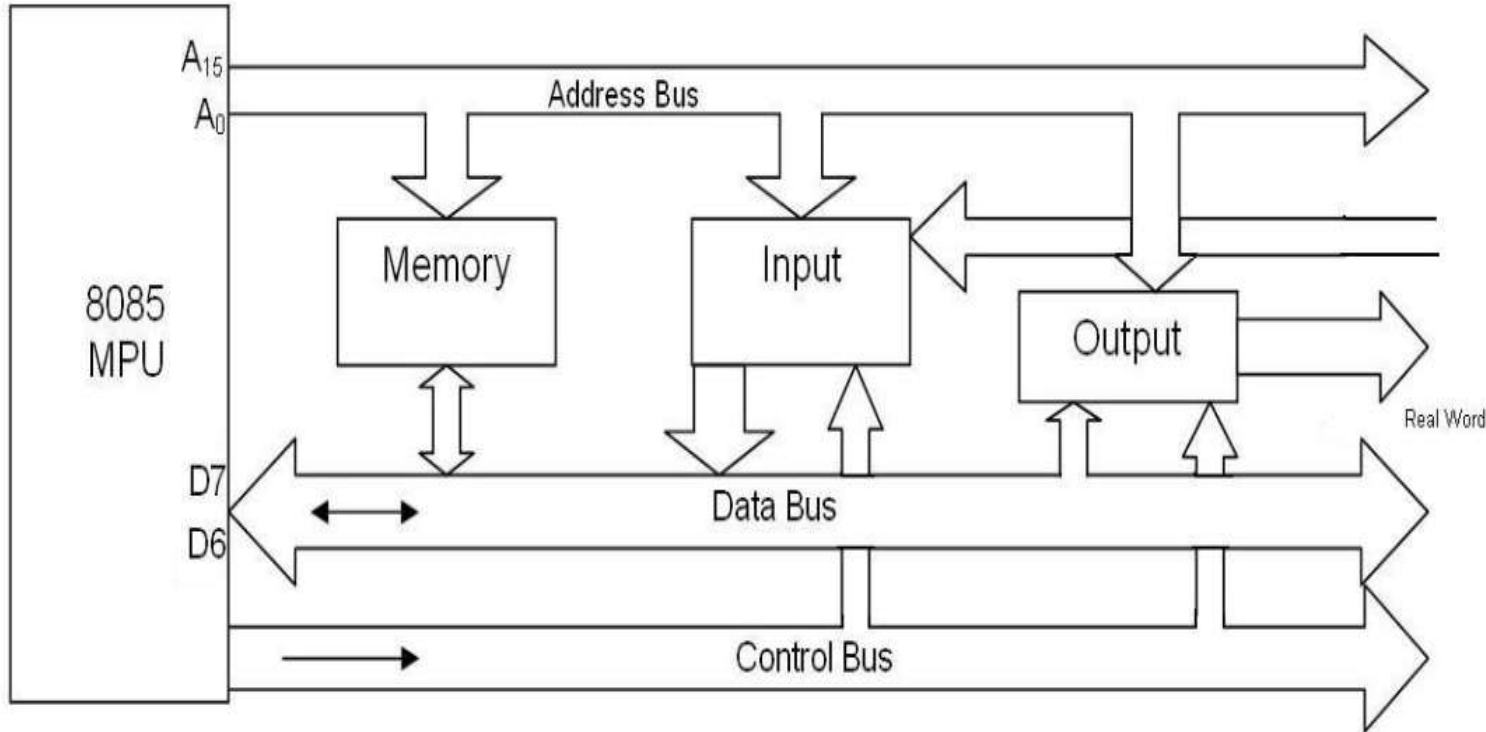 A15
Address Bus
A0
Memory
Input
8085
MPU
Output
Real Word
D7
Data Bus
D6
Control Bus